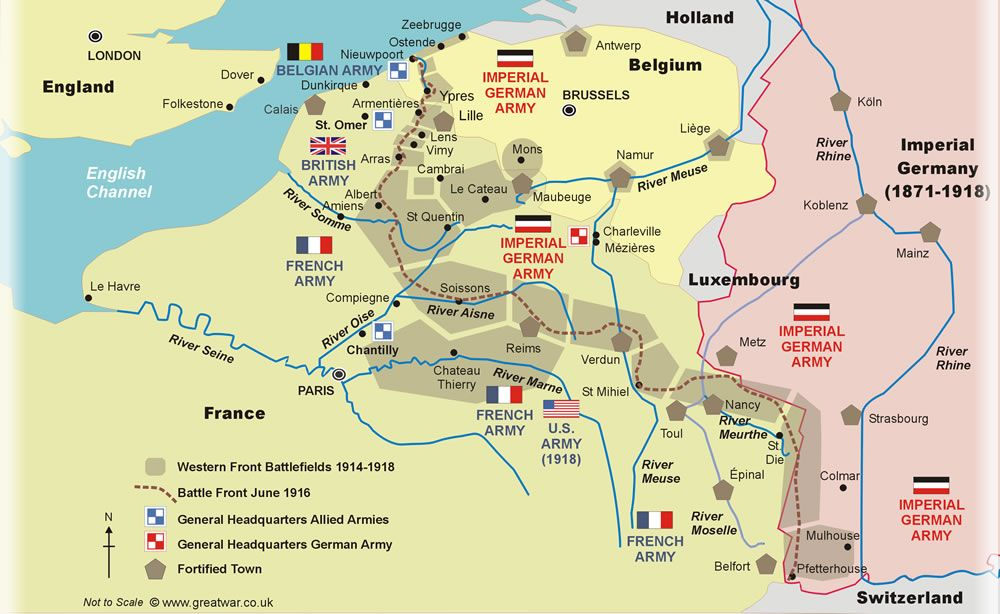 Holland
Zeebrugge
LONDON
Ostende
Nieuwpoort
Antwerp
Belgium
BELGIAN ARMY
IMPERIAL
GERMAN
ARMY
England
Dover
Dunkirque
BRUSSELS
Folkestone
Calais
Armentières
Ypres
Lille
Köln
St. Omer
Lens
Vimy
Liège
River
Rhine
Imperial
Germany
(1871-1918)
BRITISH
ARMY
Arras
Mons
Namur
English
Channel
Cambrai
River Meuse
Le Cateau
Maubeuge
River Somme
Albert
Amiens
St Quentin
Koblenz
Charleville
Mézières
IMPERIAL
GERMAN
ARMY
Mainz
FRENCH
ARMY
Luxembourg
Le Havre
Compiegne
Soissons
River Aisne
River Oise
IMPERIAL
GERMAN
ARMY
River Seine
Chantilly
Reims
Verdun
Metz
River
Rhine
PARIS
Chateau
Thierry
River Marne
St Mihiel
France
FRENCH
ARMY
U.S.
ARMY
(1918)
Nancy
Toul
River
Meurthe
Strasbourg
St.
Die
Western Front Battlefields 1914-1918
River
Meuse
Épinal
Colmar
Battle Front June 1916
N
General Headquarters Allied Armies
River
Moselle
IMPERIAL
GERMAN
ARMY
General Headquarters German Army
FRENCH
ARMY
Mulhouse
Fortified Town
Belfort
Pfetterhouse
Not to Scale © www.greatwar.co.uk
Switzerland